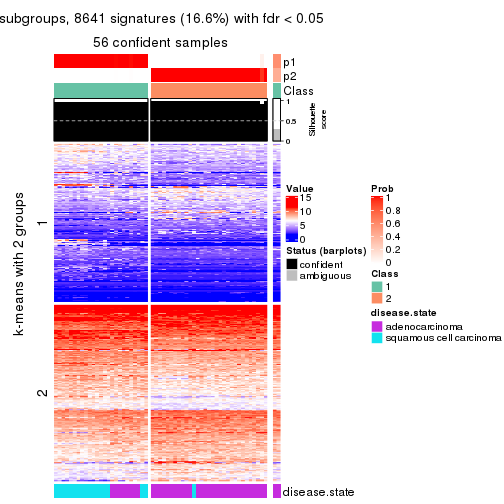 subgroups, 8641 signatures (16.6%) with fdr < 0.05
56 confident samples
p1
p2
Class
1
0.5
0
Silhouette
score
k-means with 2 groups
1
2
Value
15
10
5
0
Status (barplots)
confident
ambiguous
Prob
1
0.8
0.6
0.4
0.2
0
Class
1
2
disease.state
adenocarcinoma
squamous cell carcinoma
disease.state